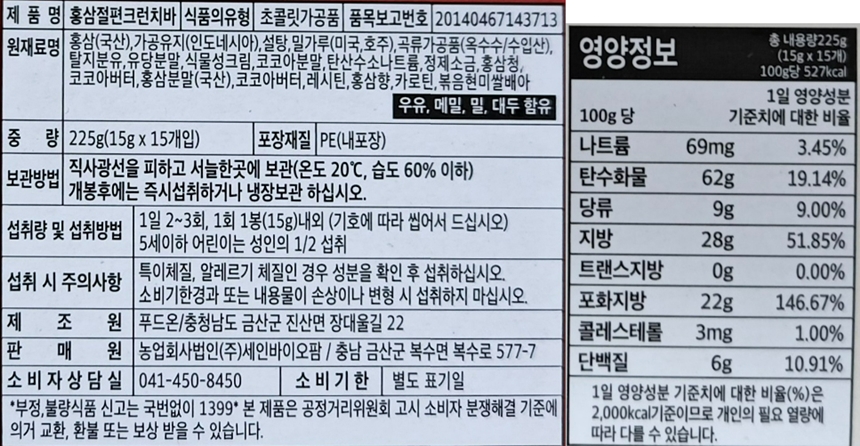 제 품 명 홍삼절편크런치바 식품의유형 초콜릿가공품 품목보고번호 20140467143713
원재료명 홍삼(국산),가공유지(인도네시아),설탕,밀가루(미국,호주),곡류가공품(옥수수/수입산),
탈지분유,유당분말,식물성크림,코코아분말,탄산수소나트륨,정제소금,홍삼청,
코코아버터,홍삼분말(국산),코코아버터,레시틴,홍삼향,카로틴,볶음현미쌀배아
우유, 메밀, 밀, 대두 함유
중 량 225g(15g x 15개입) 포장재질 PE(내포장)
보관방법 직사광선을 피하고 서늘한곳에 보관(온도 20℃, 습도 60% 이하)
개봉후에는 즉시섭취하거나 냉장보관 하십시오.
섭취량 및 섭취방법 1일 2~3회, 1회 1봉(15g)내외 (기호에 따라 씹어서 드십시오)
5세이하 어린이는 성인의 1/2 섭취
섭취 시 주의사항 특이체질, 알레르기 체질인 경우 성분을 확인 후 섭취하십시오.
소비기한경과 또는 내용물이 손상이나 변형 시 섭취하지 마십시오.
제 조 원 푸드온/충청남도 금산군 진산면 장대울길 22
판 매 원 농업회사법인(주)세인바이오팜 / 충남 금산군 복수면 복수로 577-7
소비자상담실 041-450-8450 소비기한 별도 표기일
*부정,불량식품 신고는 국번없이 1399* 본 제품은 공정거리위원회 고시 소비자 분쟁해결 기준에
의거 교환, 환불 또는 보상 받을 수 있습니다.
영양정보
총 내용량225g
(15g x 15개)
100g당 527kcal
100g 당 1일 영양성분
기준치에 대한 비율
나트륨 69mg 3.45%
탄수화물 62g 19.14%
당류 9g 9.00%
지방 28g 51.85%
트랜스지방 0g 0.00%
포화지방 22g 146.67%
콜레스테롤 3mg 1.00%
단백질 6g 10.91%
1일 영양성분 기준치에 대한 비율(%)은
2,000kcal기준이므로 개인의 필요 열량에
따라 다를 수 있습니다.